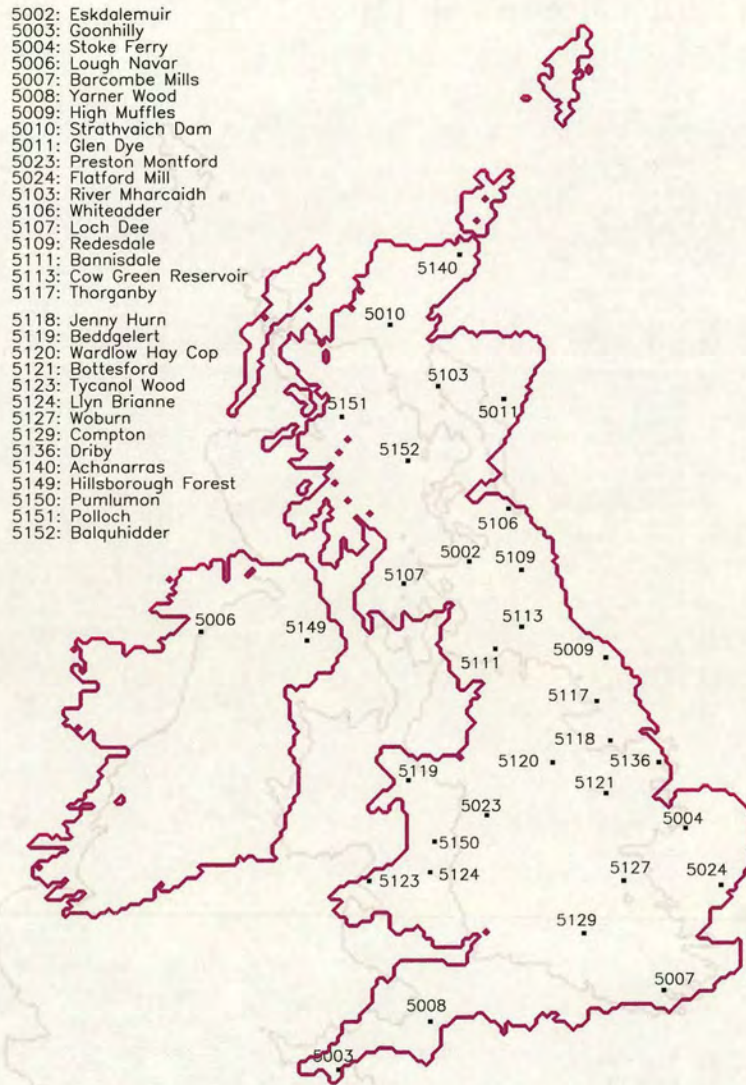 5002: Eskdalemuir
5003: Goonhilly
5004: Stoke Ferry
5006: Lough Navar
5007: Barcombe Mills
5008: Yarner Wood
5009: High Muffles
5010: Strathvaich Dam
5011: Glen Dye
5023: Preston Montford
5024: Flatford Mill
5103: River Mharcaidh
5106: Whiteadder
5107: Loch Dee
5109: Redesdale
5111: Bannisdale
5113: Cow Green Reservoir
5117: Thorganby
5118: Jenny Hurn
5119: Beddgelert
5120: Wardlow Hay Cop
5121: Bottesford
5123: Tycanol Wood
5124: Llyn Brianne
5127: Woburn
5129: Compton
5136: Driby
5140: Achanarras
5149: Hillsborough Forest
5150: Pumlumon
5151: Polloch
5152: Balquhidder
5140
5010
5103
5011
5151
5152
5106
5002
5109
5107
5006
5149
5113
5111
5009
5117
5118
5120
5136
5119
5121
5023
5004
5150
5124
5123
5127
5024
5129
5007
5008
5003